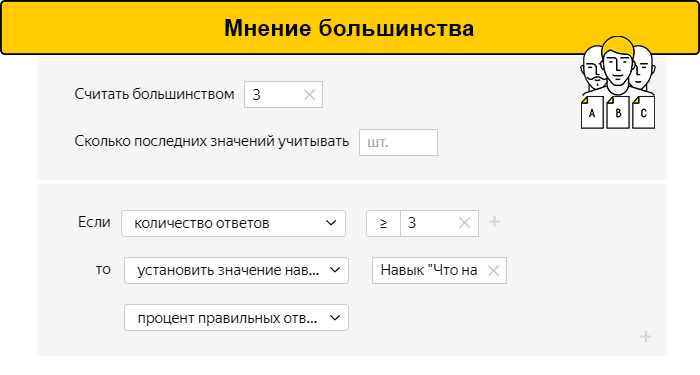 Мнение большинства
A B C
Считать большинством 3 ×
Сколько последних значений учитывать шт.
Если количество ответов ≥ 3 × +
то установить значение нав... Навык "Что на ×
процент правильных отв...
+